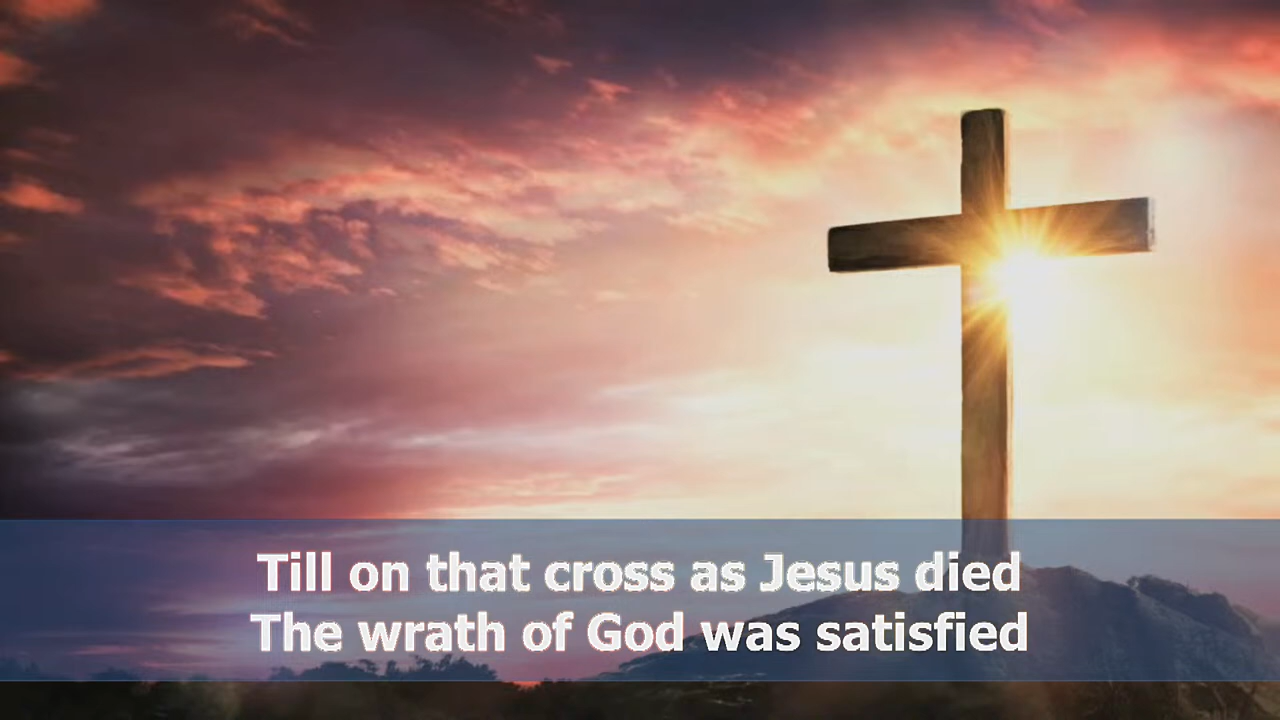 Till on that cross as Jesus died
The wrath of God was satisfied